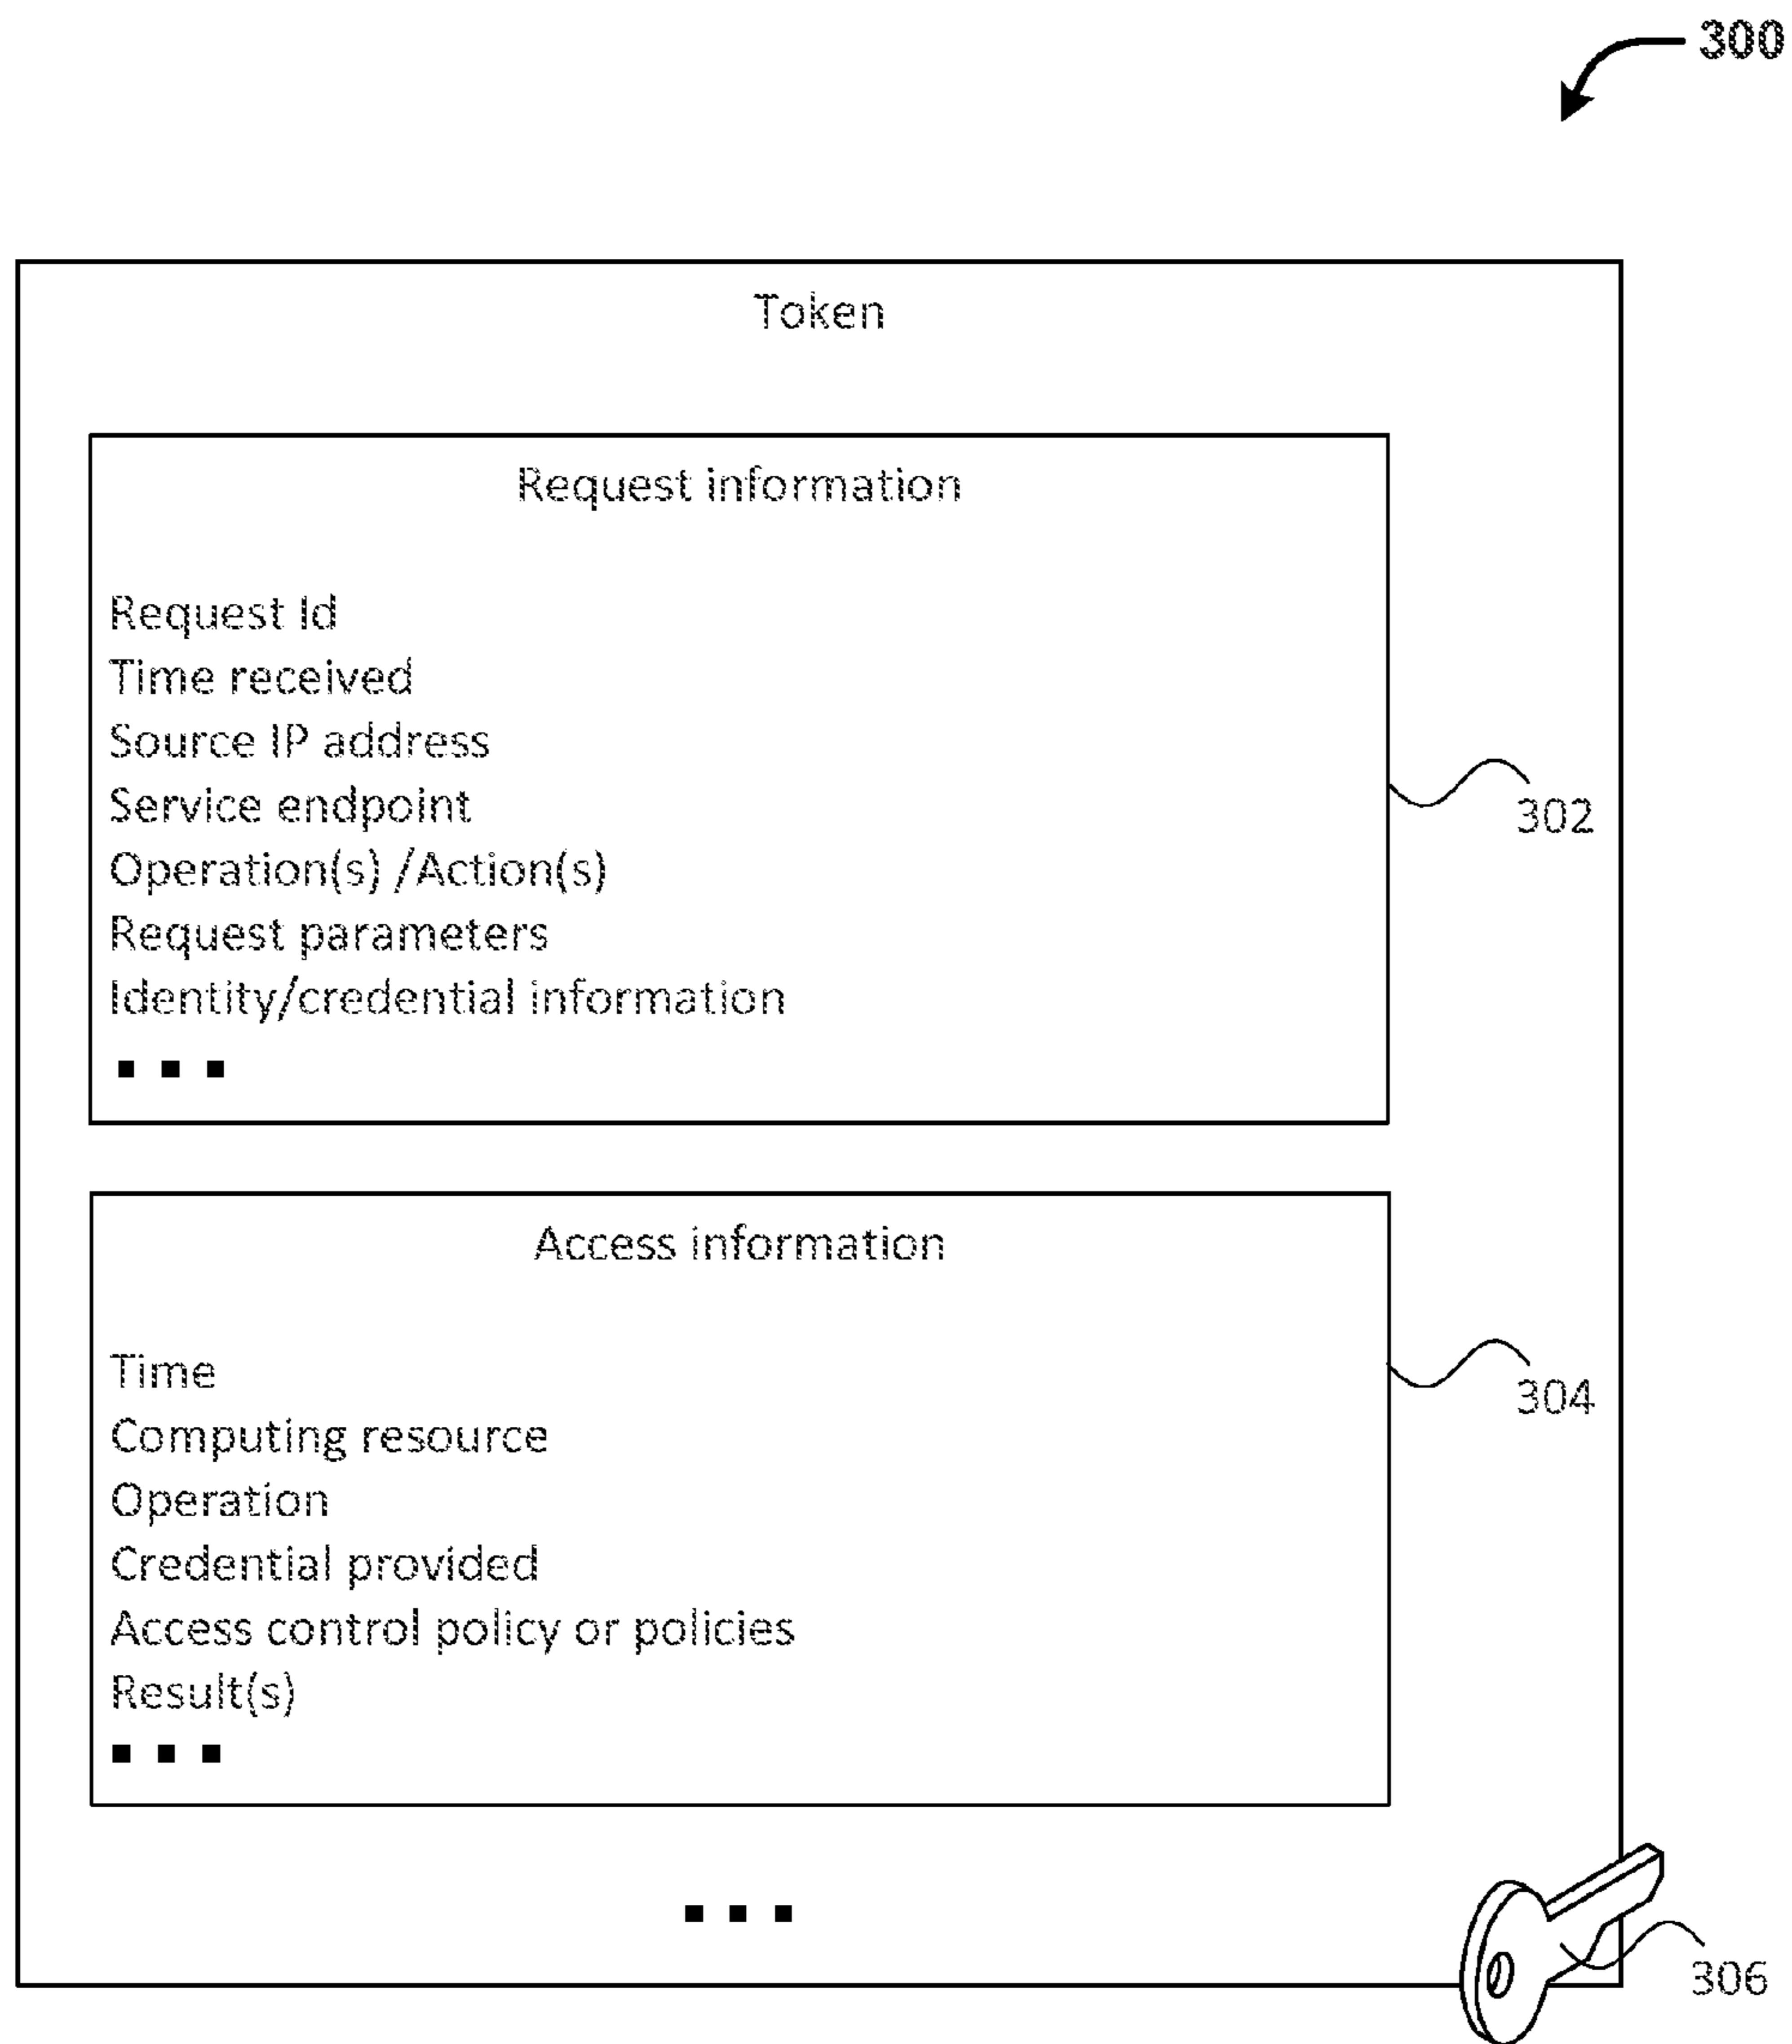 300
Token
Request information
Request Id
Time received
Source IP address
Service endpoint
Operation(s) /Action(s)
Request parameters
Identity/credential information
...
302
Access information
Time
Computing resource
Operation
Credential provided
Access control policy or policies
Result(s)
...
304
...
306